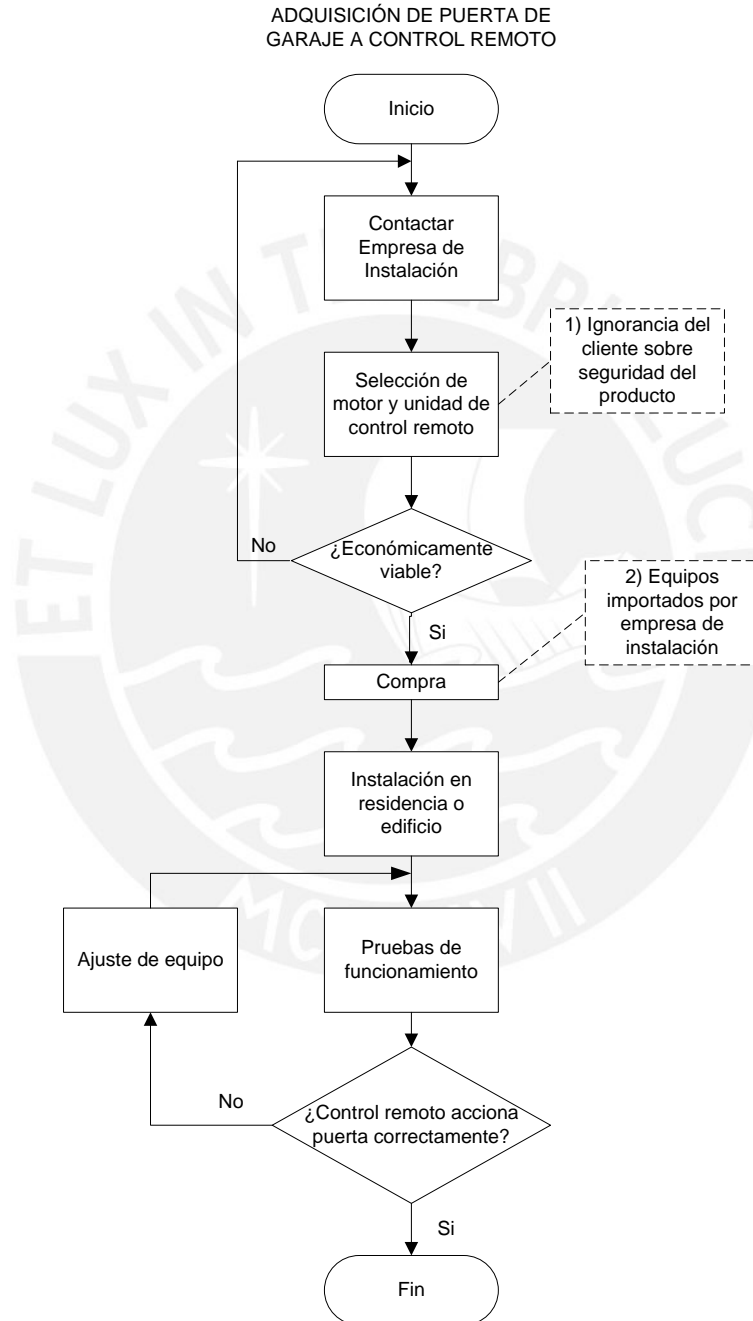 ADQUISICIÓN DE PUERTA DE
GARAJE A CONTROL REMOTO
Inicio
Contactar
Empresa de
Instalación
1) Ignorancia del
cliente sobre
seguridad del
producto
Selección de
motor y unidad de
control remoto
No
¿Económicamente
viable?
Si
2) Equipos
importados por
empresa de
instalación
Compra
Instalación en
residencia o
edificio
Ajuste de equipo
Pruebas de
funcionamiento
No
¿Control remoto acciona
puerta correctamente?
Si
Fin
ET LUX IN